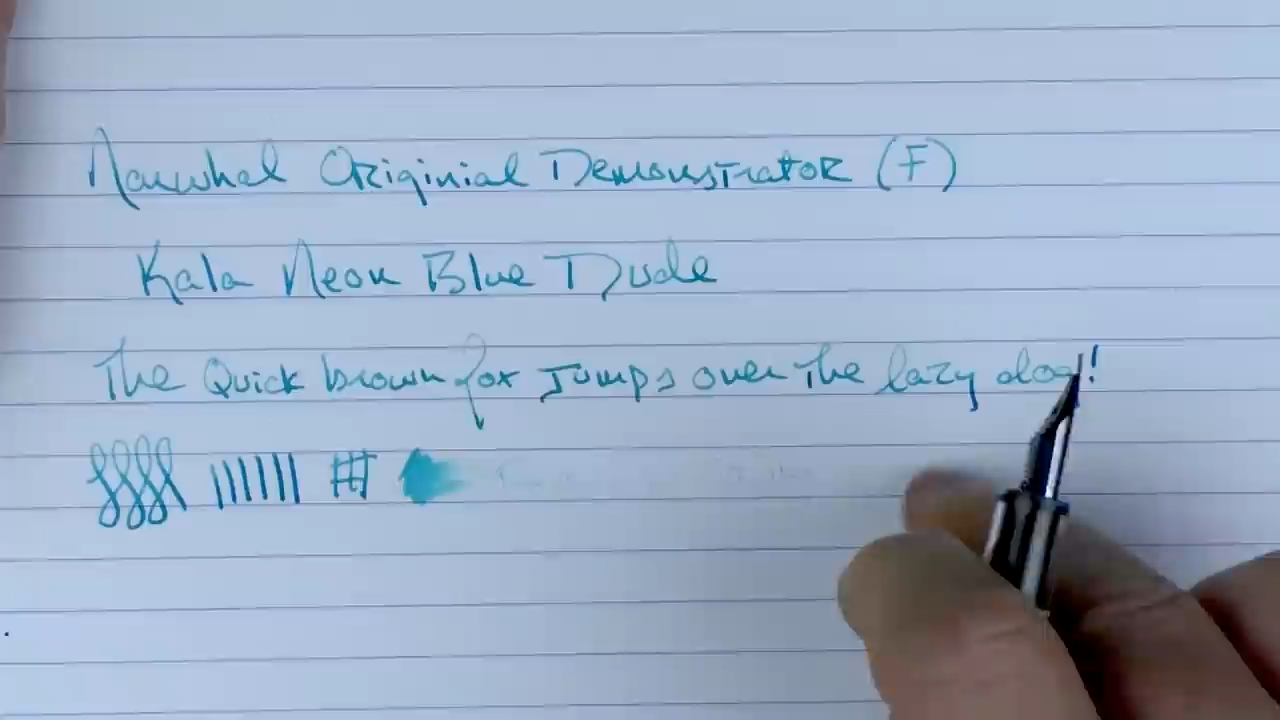 Narwhal Originial Demonstrator (F)
Kala Neon Blue Dude
The Quick brown fox Jumps over The lazy dog!